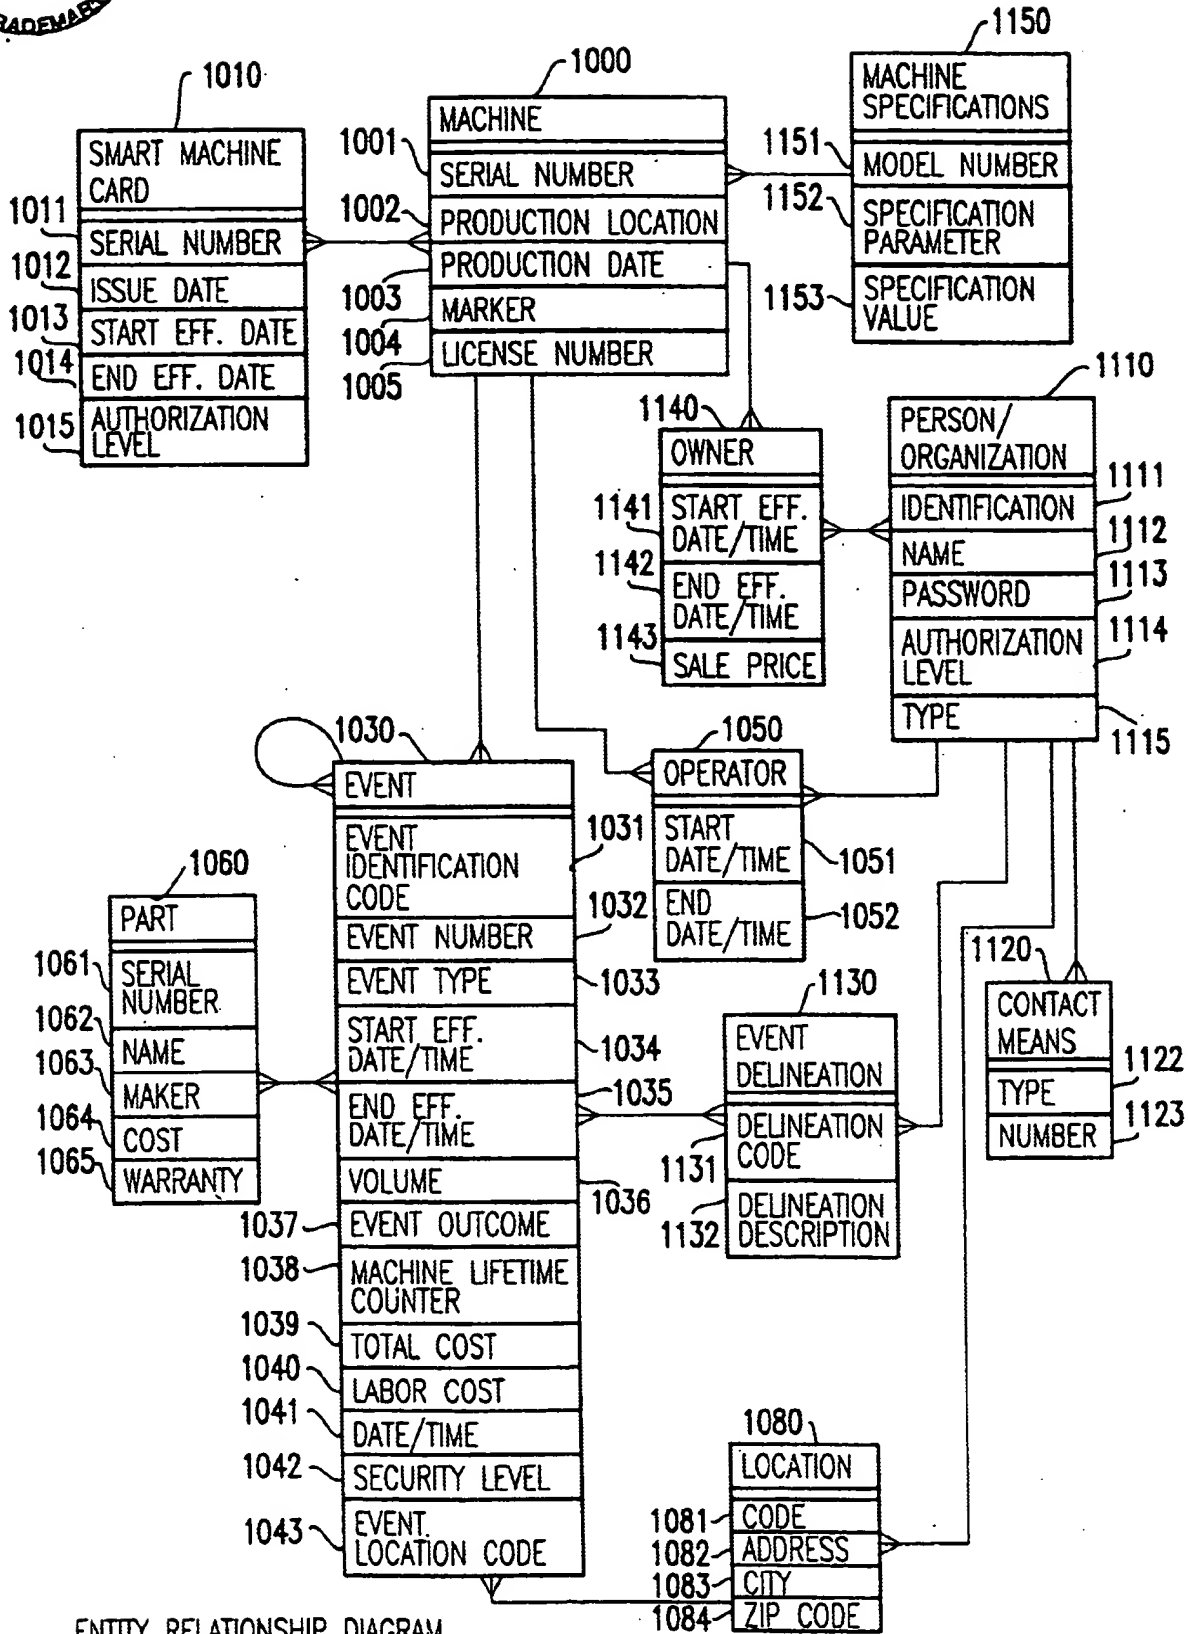 TRADEMARK
1010
SMART MACHINE
CARD
1011
SERIAL NUMBER
1012
ISSUE DATE
1013
START EFF. DATE
1014
END EFF. DATE
1015
AUTHORIZATION
LEVEL
1000
MACHINE
1001
SERIAL NUMBER
1002
PRODUCTION LOCATION
PRODUCTION DATE
1003
MARKER
1004
LICENSE NUMBER
1005
1150
MACHINE
SPECIFICATIONS
1151
MODEL NUMBER
1152
SPECIFICATION
PARAMETER
1153
SPECIFICATION
VALUE
1140
OWNER
1141
START EFF.
DATE/TIME
1142
END EFF.
DATE/TIME
1143
SALE PRICE
1110
PERSON/
ORGANIZATION
1111
IDENTIFICATION
1112
NAME
1113
PASSWORD
1114
AUTHORIZATION
LEVEL
TYPE
1115
1030
EVENT
EVENT
IDENTIFICATION
CODE
1031
1032
EVENT NUMBER
EVENT TYPE
1033
START EFF.
DATE/TIME
1034
1035
END EFF.
DATE/TIME
VOLUME
1036
1037
EVENT OUTCOME
1038
MACHINE LIFETIME
COUNTER
1039
TOTAL COST
1040
LABOR COST
1041
DATE/TIME
1042
SECURITY LEVEL
1043
EVENT
LOCATION CODE
1050
OPERATOR
START
DATE/TIME
1051
END
DATE/TIME
1052
1060
PART
1061
SERIAL
NUMBER
1062
NAME
1063
MAKER
1064
COST
1065
WARRANTY
1130
EVENT
DELINEATION
DELINEATION
CODE
1131
DELINEATION
DESCRIPTION
1132
1120
CONTACT
MEANS
1122
TYPE
NUMBER
1123
1080
LOCATION
1081
CODE
1082
ADDRESS
1083
CITY
1084
ZIP CODE
ENTITY RELATIONSHIP DIAGRAM